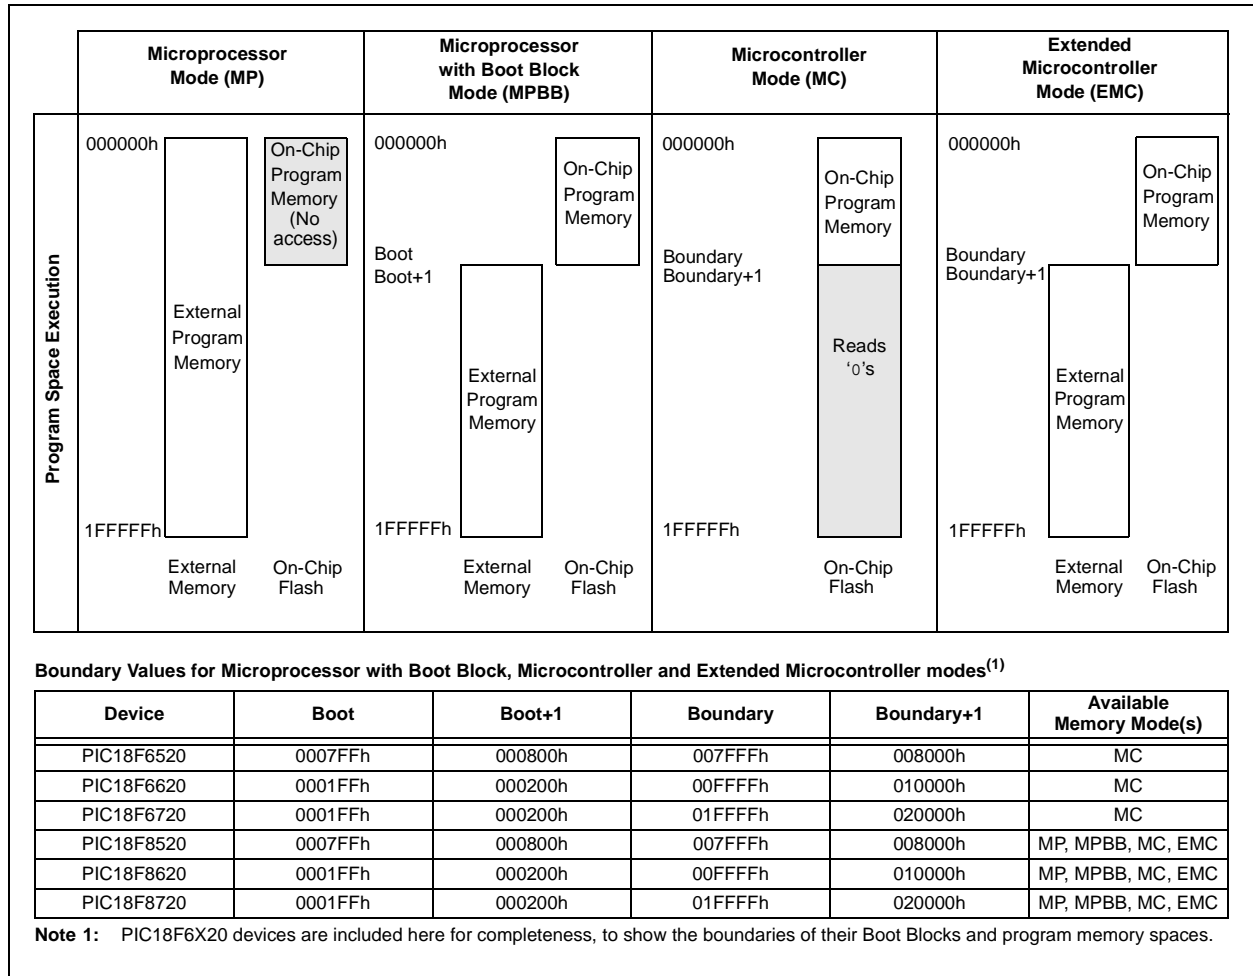 Microprocessor
Mode (MP)
Microprocessor
with Boot Block
Mode (MPBB)
Microcontroller
Mode (MC)
Extended
Microcontroller
Mode (EMC)
Program Space Execution
000000h
External
Program
Memory
1FFFFFh
On-Chip
Program
Memory
(No
access)
External
Memory
On-Chip
Flash
000000h
On-Chip
Program
Memory
Boot
Boot+1
External
Program
Memory
1FFFFFh
External
Memory
On-Chip
Flash
000000h
On-Chip
Program
Memory
Boundary
Boundary+1
Reads
‘0’s
1FFFFFh
On-Chip
Flash
000000h
On-Chip
Program
Memory
Boundary
Boundary+1
External
Program
Memory
1FFFFFh
External
Memory
On-Chip
Flash
Boundary Values for Microprocessor with Boot Block, Microcontroller and Extended Microcontroller modes(1)
Device Boot Boot+1 Boundary Boundary+1 Available Memory Mode(s)
PIC18F6520 0007FFh 000800h 007FFFh 008000h MC
PIC18F6620 0001FFh 000200h 00FFFFh 010000h MC
PIC18F6720 0001FFh 000200h 01FFFFh 020000h MC
PIC18F8520 0007FFh 000800h 007FFFh 008000h MP, MPBB, MC, EMC
PIC18F8620 0001FFh 000200h 00FFFFh 010000h MP, MPBB, MC, EMC
PIC18F8720 0001FFh 000200h 01FFFFh 020000h MP, MPBB, MC, EMC
Note 1: PIC18F6X20 devices are included here for completeness, to show the boundaries of their Boot Blocks and program memory spaces.